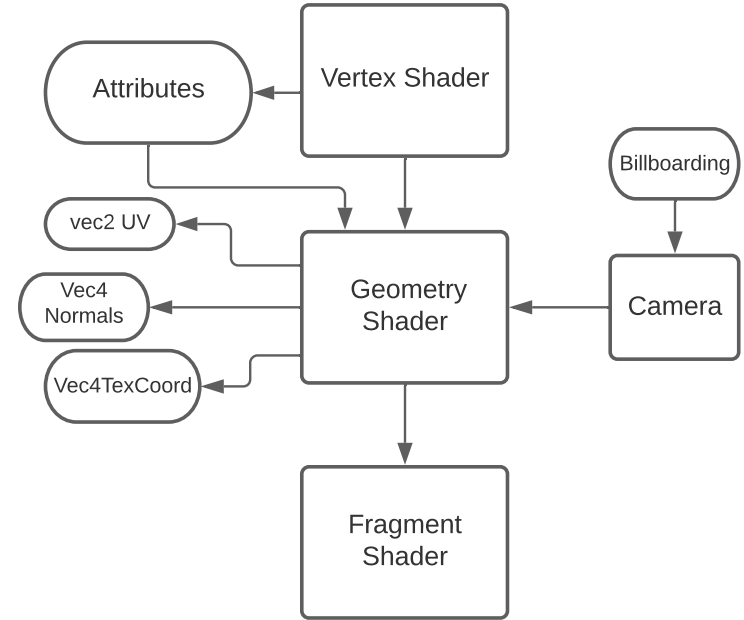 Vertex Shader
Attributes
Billboarding
vec2 UV
Vec4
Normals
Geometry
Shader
Camera
Vec4TexCoord
Fragment
Shader